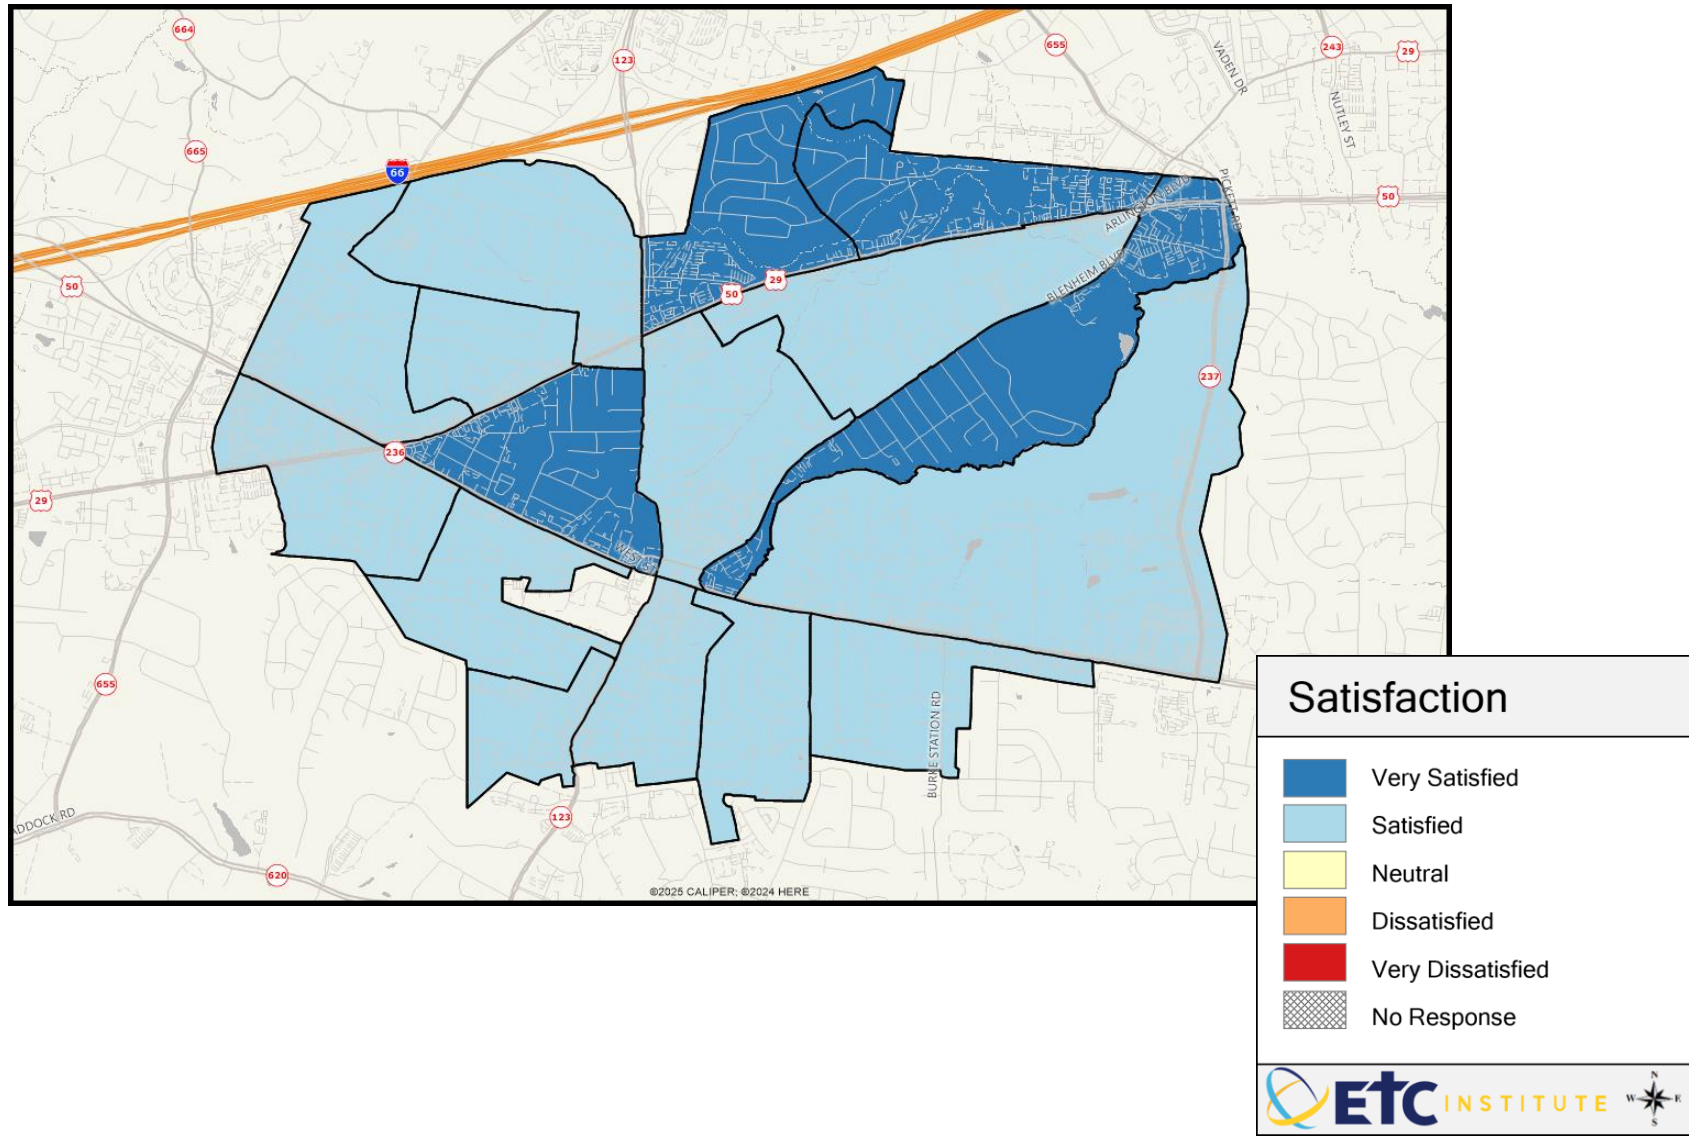 664
123
655
243
29
VADEN DR
NUTLEY ST
665
66
PICKETT RD
50
ARLINGTON BLVD
50
29
50
BLENHEIM BLVD
237
236
29
WEST ST
655
BURKE STATION RD
123
ADDOCK RD
620
©2025 CALIPER; ©2024 HERE
Satisfaction
Very Satisfied
Satisfied
Neutral
Dissatisfied
Very Dissatisfied
No Response
ETC INSTITUTE
N
W E
S